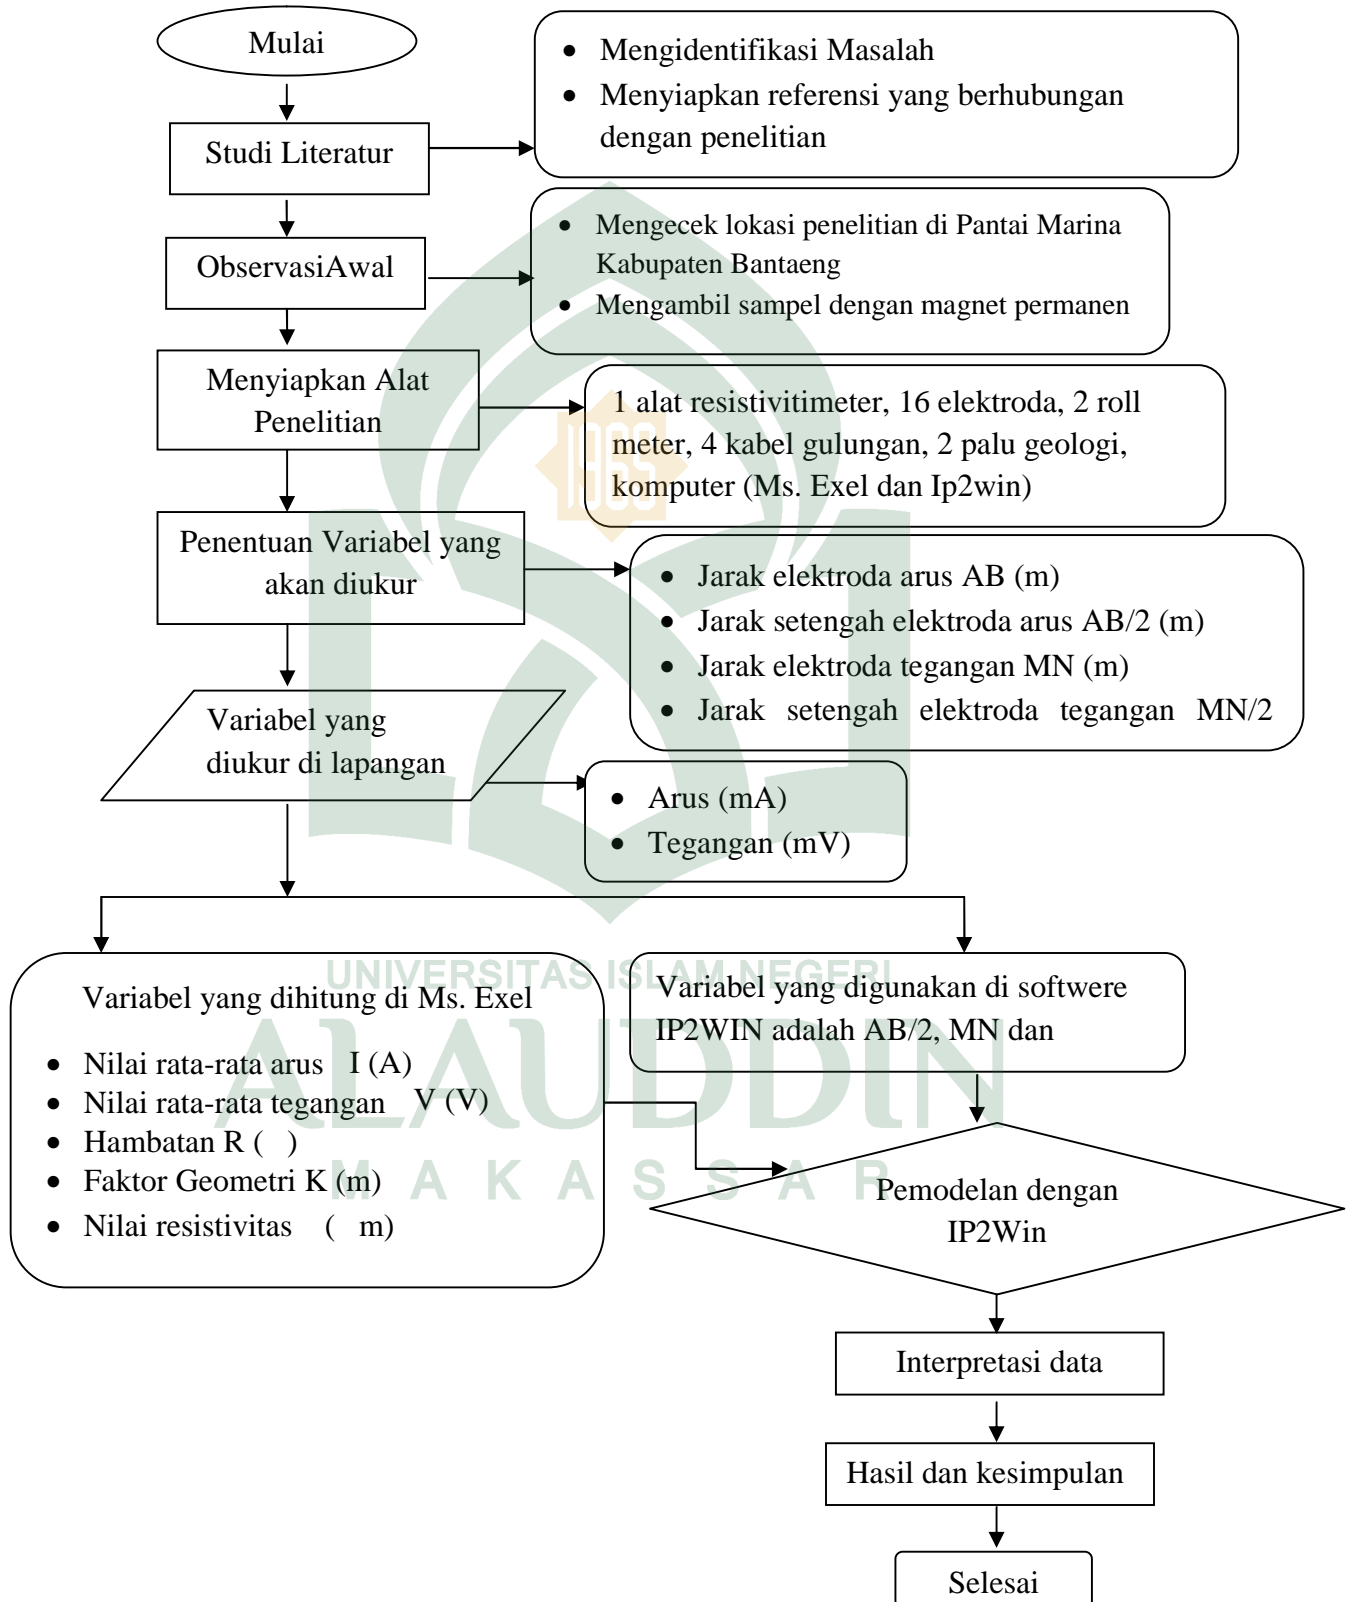 Mulai
• Mengidentifikasi Masalah
• Menyiapkan referensi yang berhubungan
dengan penelitian
Studi Literatur
• Mengecek lokasi penelitian di Pantai Marina
Kabupaten Bantaeng
• Mengambil sampel dengan magnet permanen
ObservasiAwal
Menyiapkan Alat
Penelitian
1 alat resistivitimeter, 16 elektroda, 2 roll
meter, 4 kabel gulungan, 2 palu geologi,
komputer (Ms. Exel dan Ip2win)
1965
Penentuan Variabel yang
akan diukur
• Jarak elektroda arus AB (m)
• Jarak setengah elektroda arus AB/2 (m)
• Jarak elektroda tegangan MN (m)
• Jarak setengah elektroda tegangan MN/2
Variabel yang
diukur di lapangan
• Arus (mA)
• Tegangan (mV)
UNIVERSITAS ISLAM NEGERI
ALAUDDIN
MAKASSAR
Variabel yang dihitung di Ms. Exel
• Nilai rata-rata arus I (A)
• Nilai rata-rata tegangan V (V)
• Hambatan R ( )
• Faktor Geometri K (m)
• Nilai resistivitas ( m)
Variabel yang digunakan di softwere
IP2WIN adalah AB/2, MN dan
Pemodelan dengan
IP2Win
Interpretasi data
Hasil dan kesimpulan
Selesai